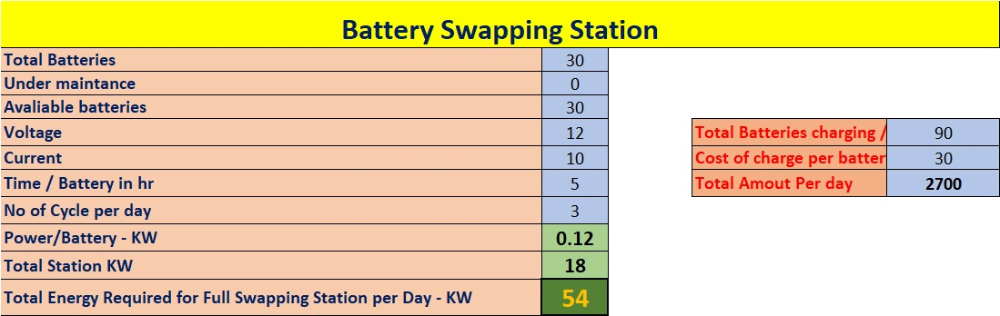 Battery Swapping Station
Total Batteries 30
Under maintance 0
Avaliable batteries 30
Voltage 12
Total Batteries charging / 90
Current 10
Cost of charge per batter 30
Time / Battery in hr 5
Total Amout Per day 2700
No of Cycle per day 3
Power/Battery - KW 0.12
Total Station KW 18
Total Energy Required for Full Swapping Station per Day - KW 54